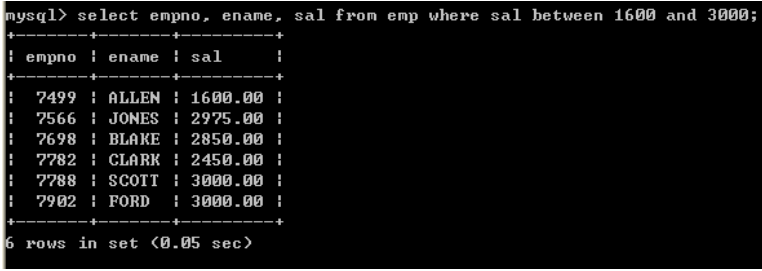 mysql> select empno, ename, sal from emp where sal between 1600 and 3000;
+-------+-------+---------+
| empno | ename | sal     |
+-------+-------+---------+
|  7499 | ALLEN | 1600.00 |
|  7566 | JONES | 2975.00 |
|  7698 | BLAKE | 2850.00 |
|  7782 | CLARK | 2450.00 |
|  7788 | SCOTT | 3000.00 |
|  7902 | FORD  | 3000.00 |
+-------+-------+---------+
6 rows in set (0.05 sec)